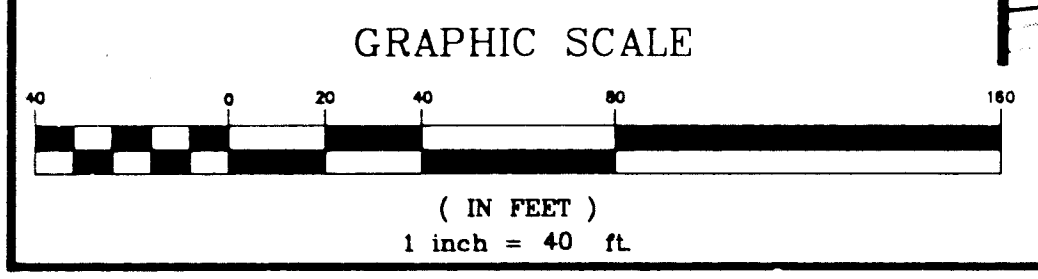 GRAPHIC SCALE
40 0 20 40 80 160
( IN FEET )
1 inch = 40 ft.